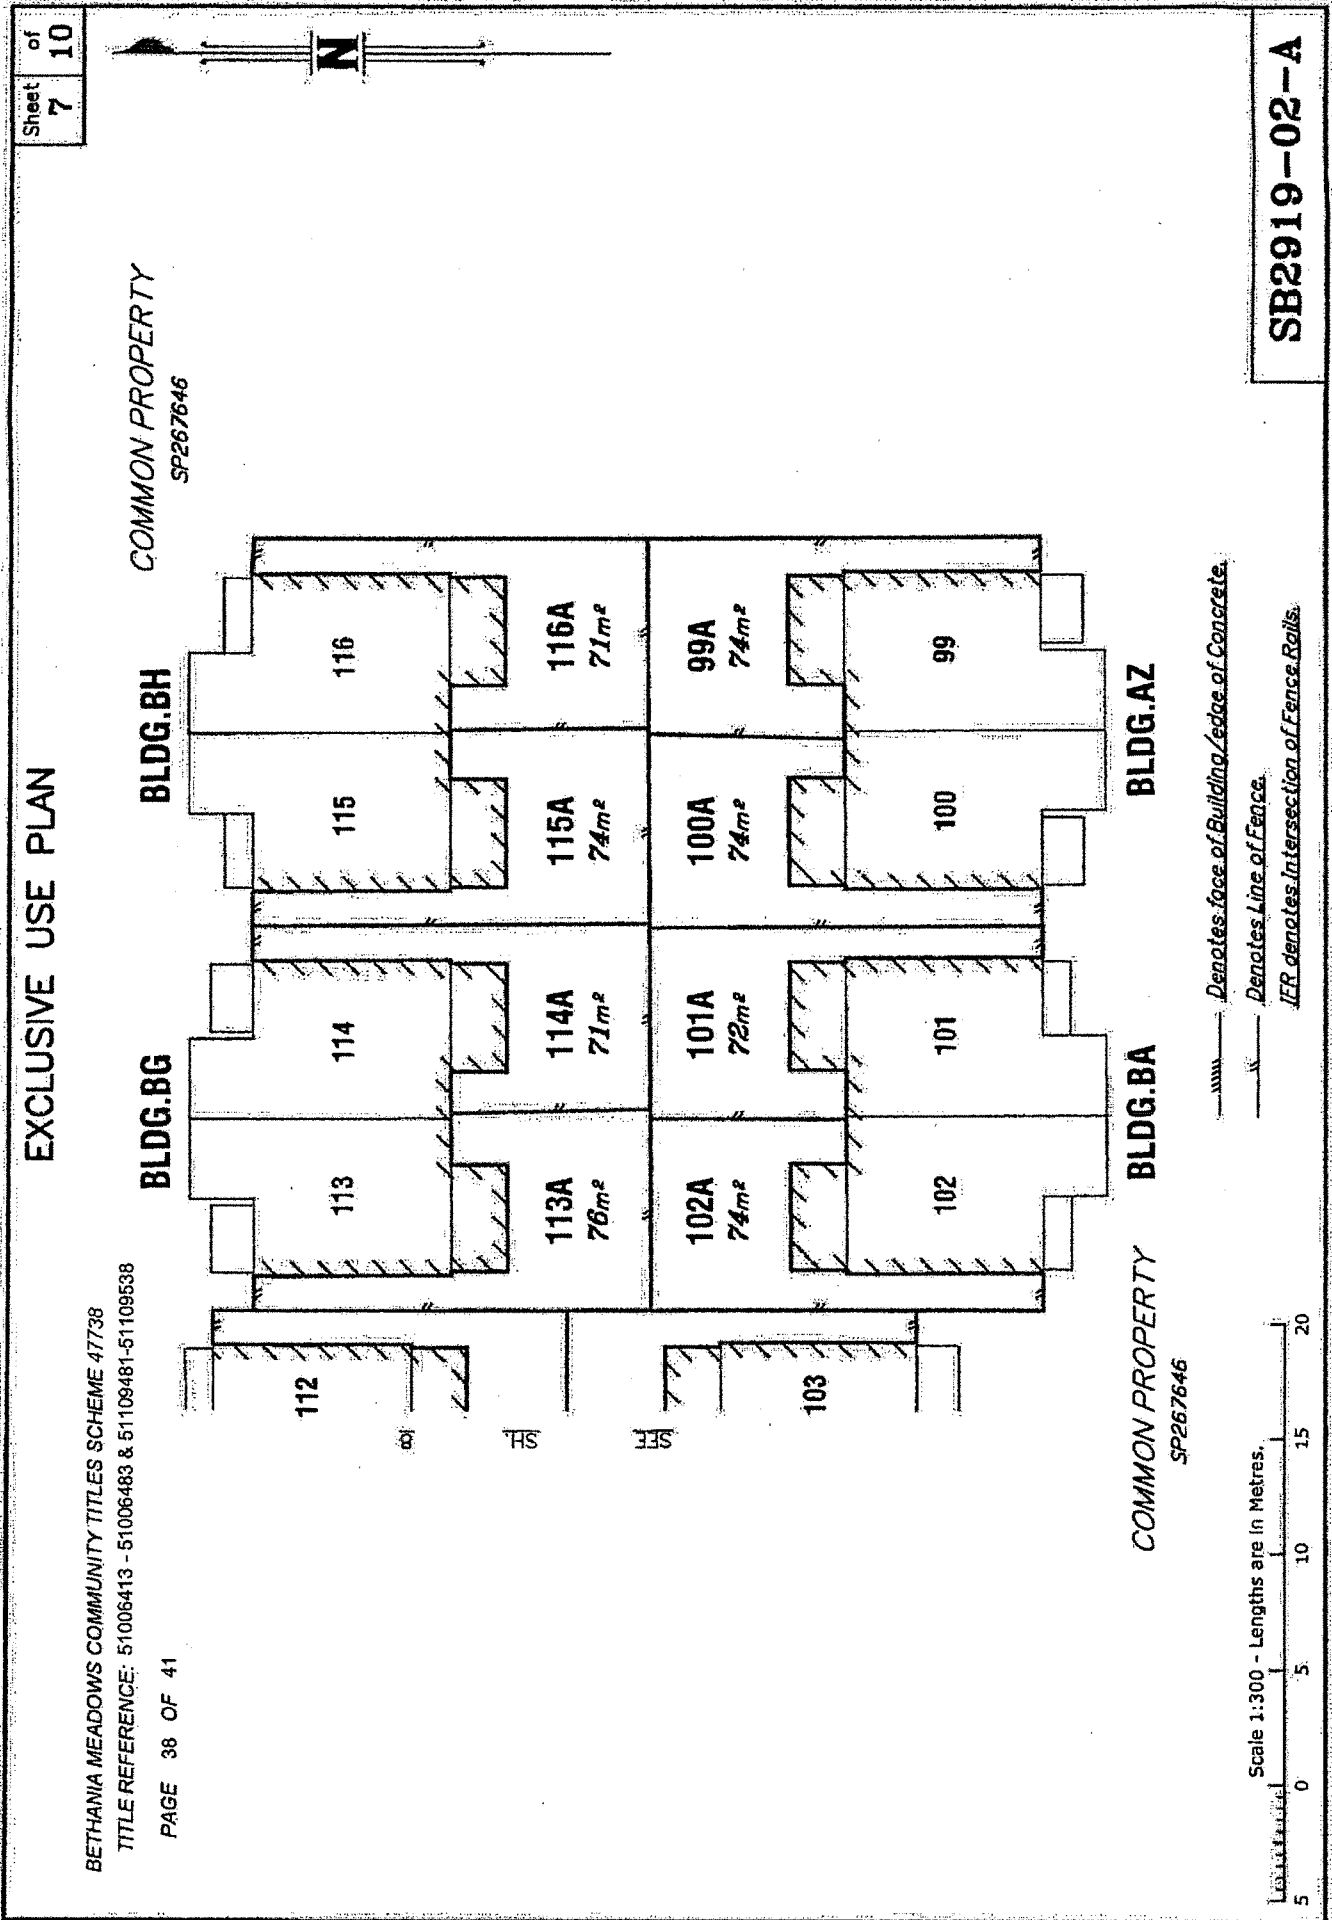 BETHANIA MEADOWS COMMUNITY TITLES SCHEME 47738
TITLE REFERENCE: 51006413 - 51006483 & 51109481-51109538
PAGE 38 OF 41
EXCLUSIVE USE PLAN
Sheet of
7 10
N
COMMON PROPERTY
SP267646
BLDG.BG
BLDG.BH
112
113
114
115
116
SEE
SH.
8
113A
76m²
114A
71m²
115A
74m²
116A
71m²
102A
74m²
101A
72m²
100A
74m²
99A
74m²
103
102
101
100
99
BLDG.BA
BLDG.AZ
COMMON PROPERTY
SP267646
Denotes face of Building/edge of Concrete.
Denotes Line of Fence.
IFR denotes Intersection of Fence Rails.
Scale 1:300 - Lengths are in Metres.
5 0 5 10 15 20
SB2919-02-A